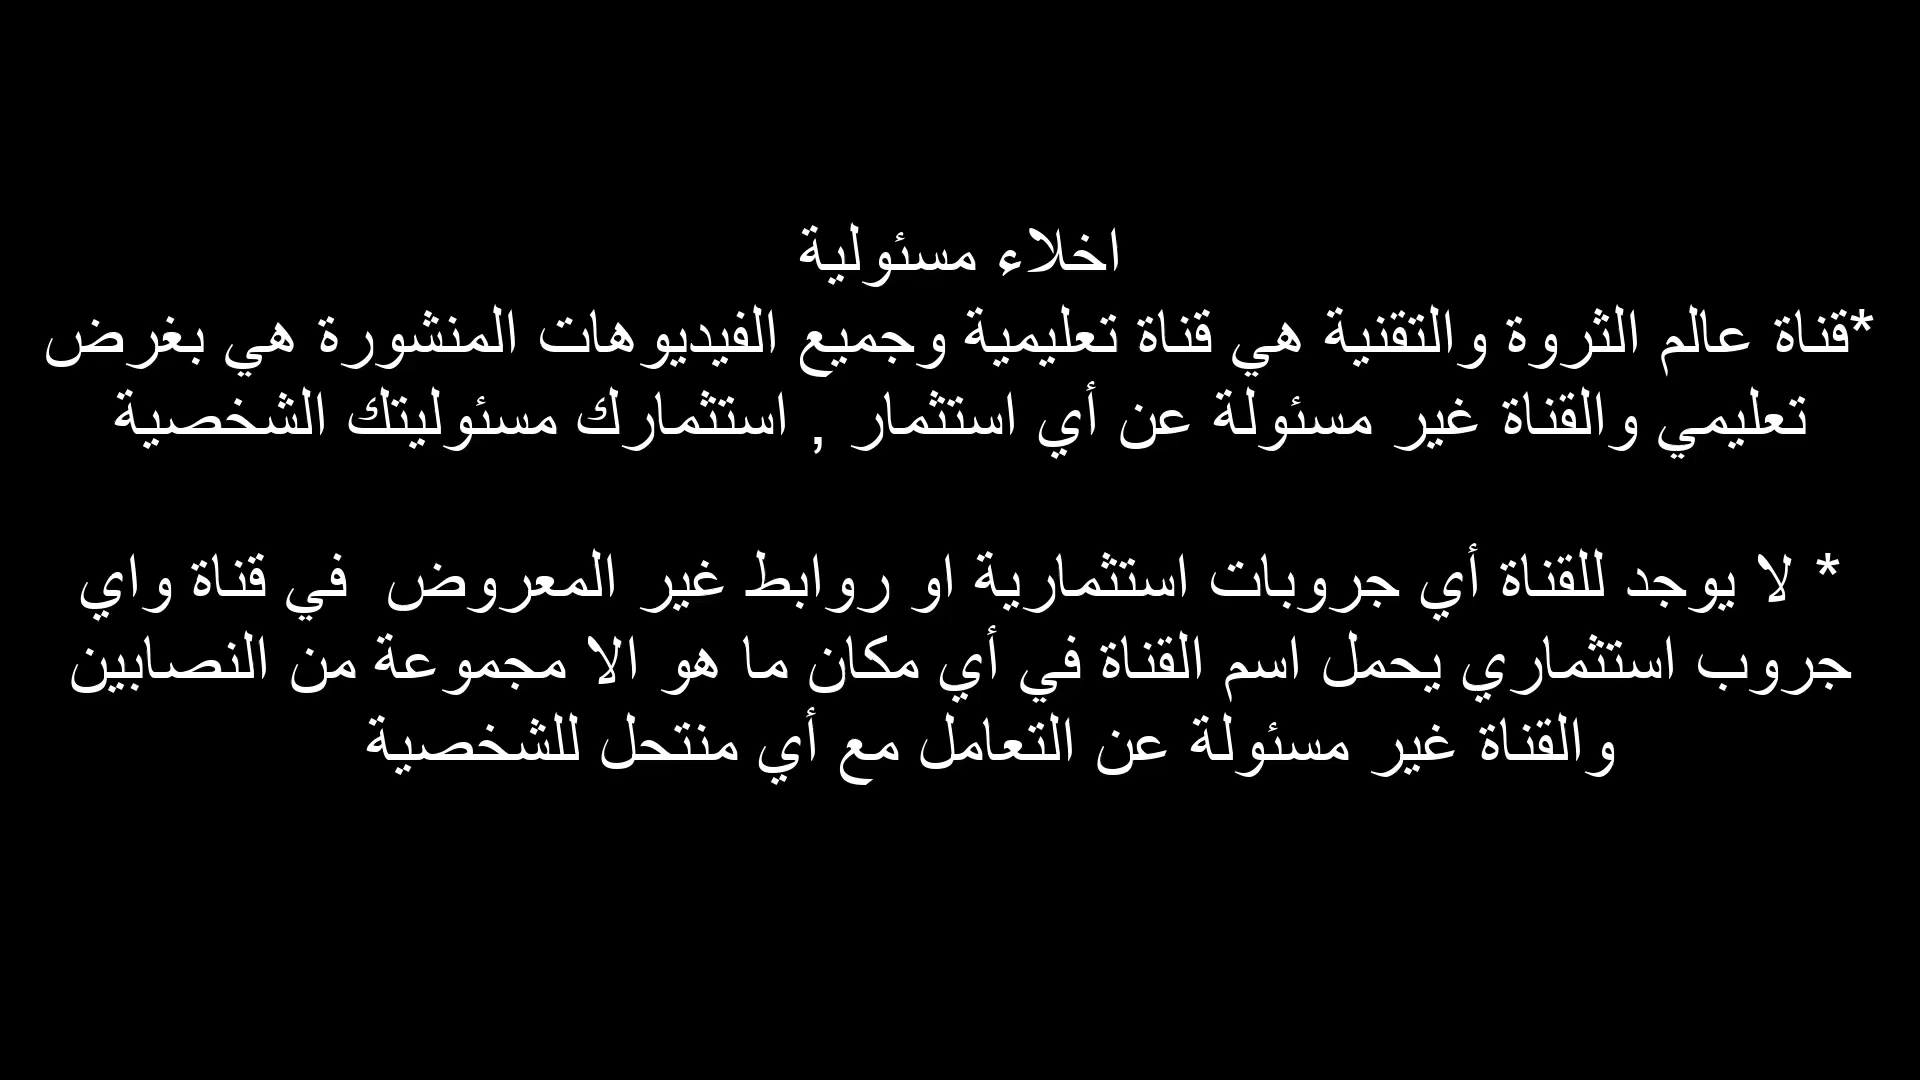 اخلاء مسئولية
*قناة عالم الثروة والتقنية هي قناة تعليمية وجميع الفيديوهات المنشورة هي بغرض
تعليمي والقناة غير مسئولة عن أي استثمار , استثمارك مسئوليتك الشخصية
* لا يوجد للقناة أي جروبات استثمارية او روابط غير المعروض في قناة واي
جروب استثماري يحمل اسم القناة في أي مكان ما هو الا مجموعة من النصابين
والقناة غير مسئولة عن التعامل مع أي منتحل للشخصية